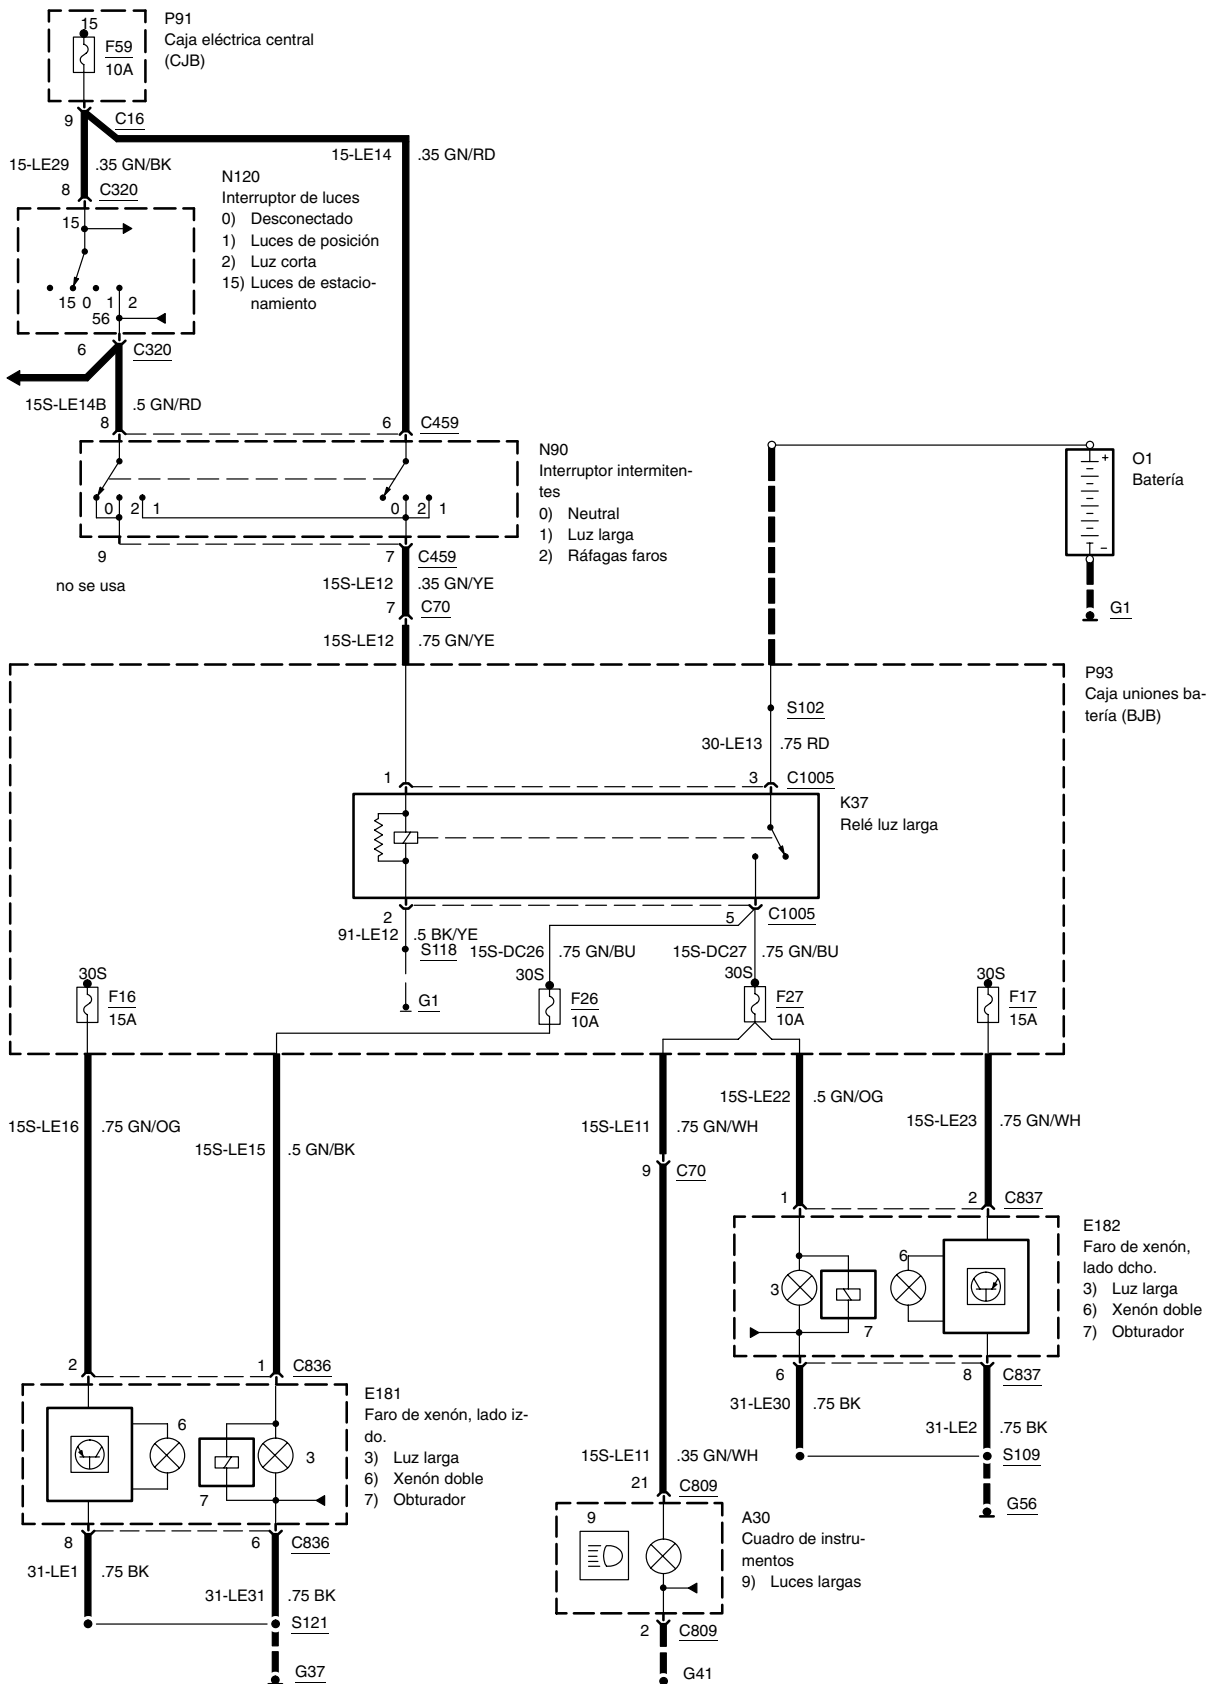 15
P91
Caja eléctrica central
(CJB)
F59
10A
9
C16
15-LE29
.35 GN/BK
15-LE14
.35 GN/RD
8
C320
N120
Interruptor de luces
0) Desconectado
1) Luces de posición
2) Luz corta
15) Luces de estacio-
namiento
15
15 0 1 2
56
6
C320
15S-LE14B
.5 GN/RD
8
6
C459
N90
Interruptor intermiten-
tes
0) Neutral
1) Luz larga
2) Ráfagas faros
0 2 1
0 2 1
O1
Batería
+
–
G1
9
7
C459
no se usa
15S-LE12
.35 GN/YE
7
C70
15S-LE12
.75 GN/YE
P93
Caja uniones ba-
tería (BJB)
S102
30-LE13
.75 RD
1
3
C1005
K37
Relé luz larga
2
5
C1005
91-LE12
.5 BK/YE
S118
15S-DC26
.75 GN/BU
15S-DC27
.75 GN/BU
G1
30S
F16
15A
30S
F26
10A
30S
F27
10A
30S
F17
15A
15S-LE16
.75 GN/OG
15S-LE15
.5 GN/BK
15S-LE11
.75 GN/WH
15S-LE22
.5 GN/OG
15S-LE23
.75 GN/WH
9
C70
1
2
C837
E182
Faro de xenón,
lado dcho.
3) Luz larga
6) Xenón doble
7) Obturador
3
7
6
6
8
C837
31-LE30
.75 BK
31-LE2
.75 BK
S109
G56
2
1
C836
E181
Faro de xenón, lado iz-
do.
3) Luz larga
6) Xenón doble
7) Obturador
6
7
3
8
6
C836
31-LE1
.75 BK
31-LE31
.75 BK
S121
G37
15S-LE11
.35 GN/WH
21
C809
9
A30
Cuadro de instru-
mentos
9) Luces largas
2
C809
G41